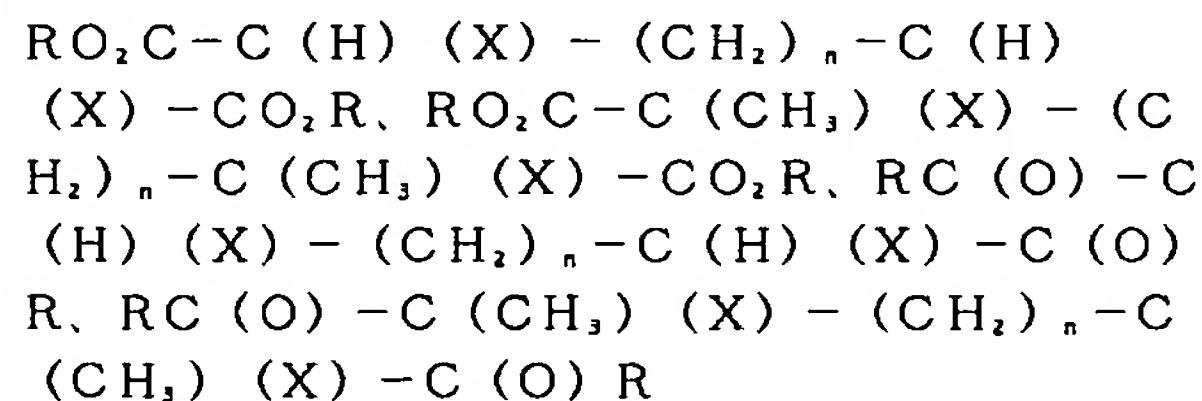 RO₂C－C（H）（X）－（CH₂）ₙ－C（H）
（X）－CO₂R、RO₂C－C（CH₃）（X）－（C
H₂）ₙ－C（CH₃）（X）－CO₂R、RC（O）－C
（H）（X）－（CH₂）ₙ－C（H）（X）－C（O）
R、RC（O）－C（CH₃）（X）－（CH₂）ₙ－C
（CH₃）（X）－C（O）R